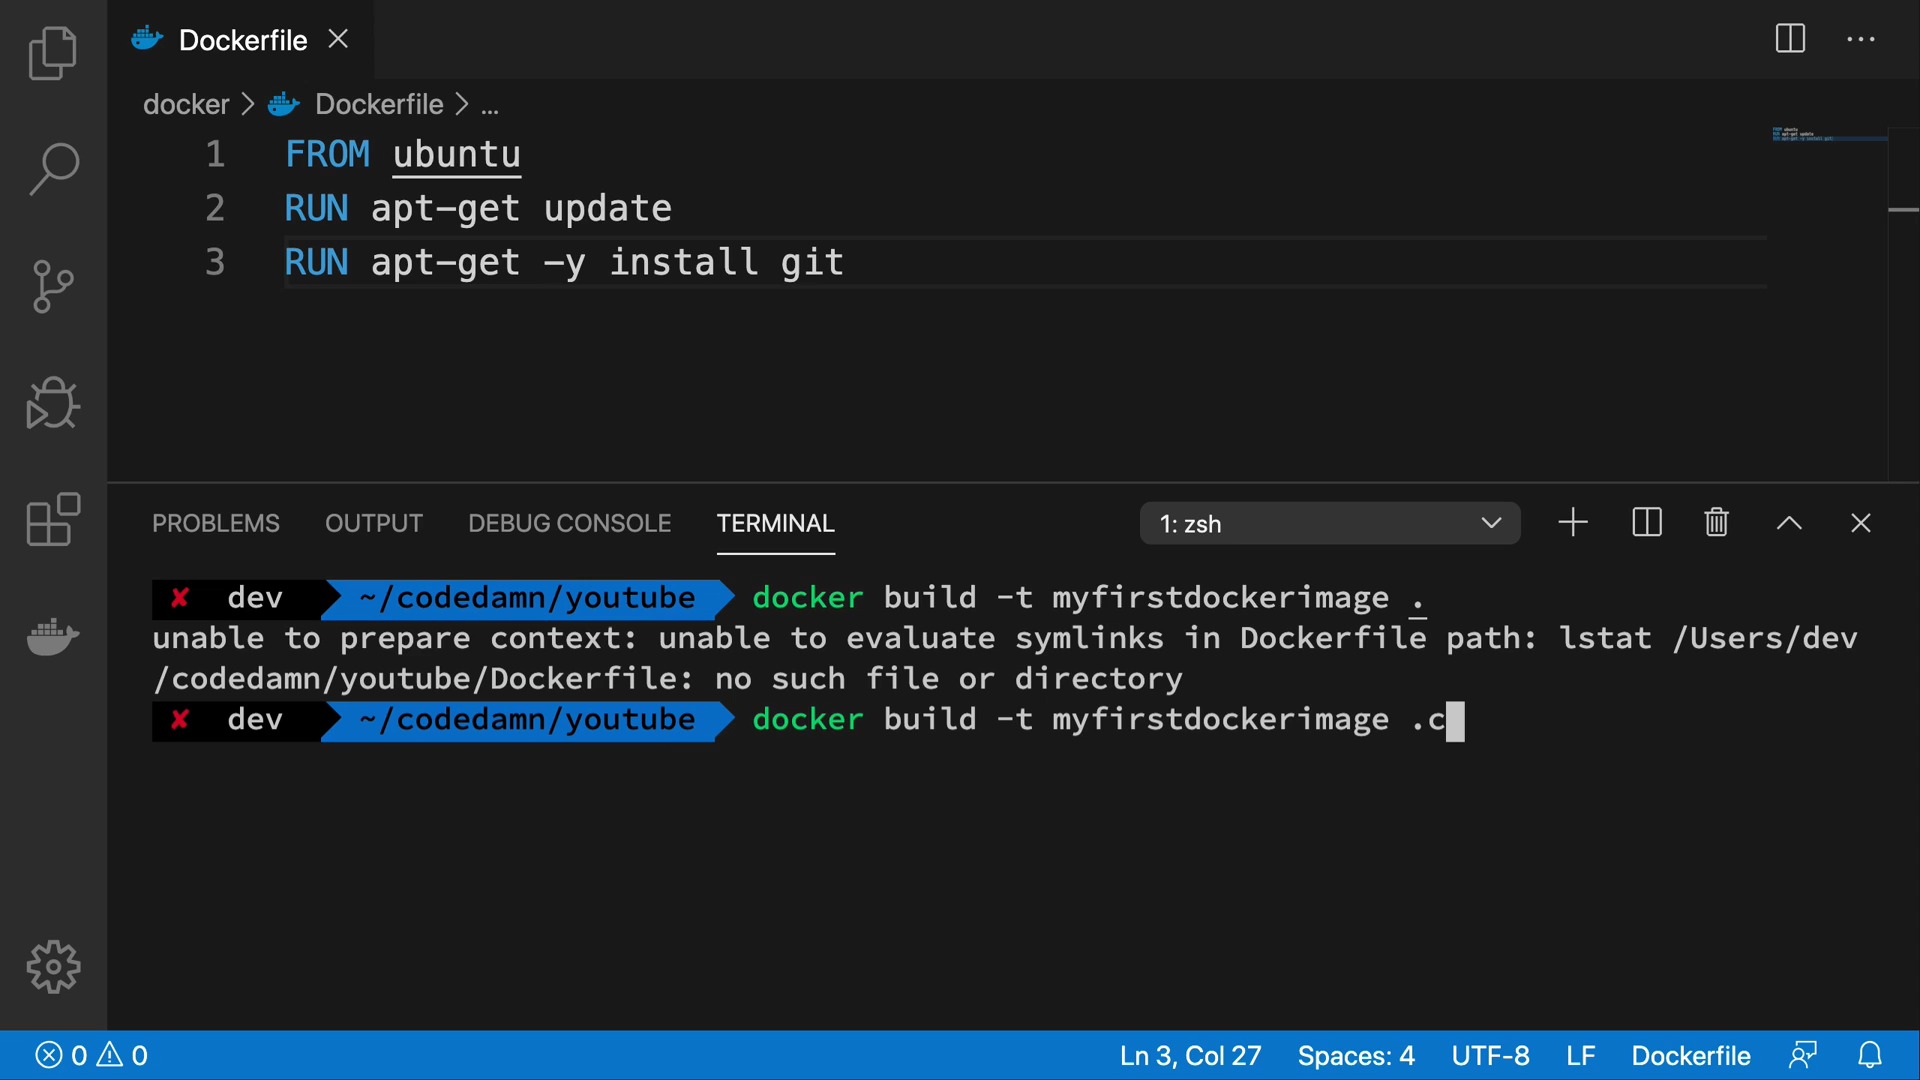 Dockerfile
docker > Dockerfile > ...
1 FROM ubuntu
2 RUN apt-get update
3 RUN apt-get -y install git
PROBLEMS OUTPUT DEBUG CONSOLE TERMINAL 1: zsh
✘ dev ~/codedamn/youtube docker build -t myfirstdockerimage .
unable to prepare context: unable to evaluate symlinks in Dockerfile path: lstat /Users/dev
/codedamn/youtube/Dockerfile: no such file or directory
✘ dev ~/codedamn/youtube docker build -t myfirstdockerimage .c
0 0 Ln 3, Col 27 Spaces: 4 UTF-8 LF Dockerfile